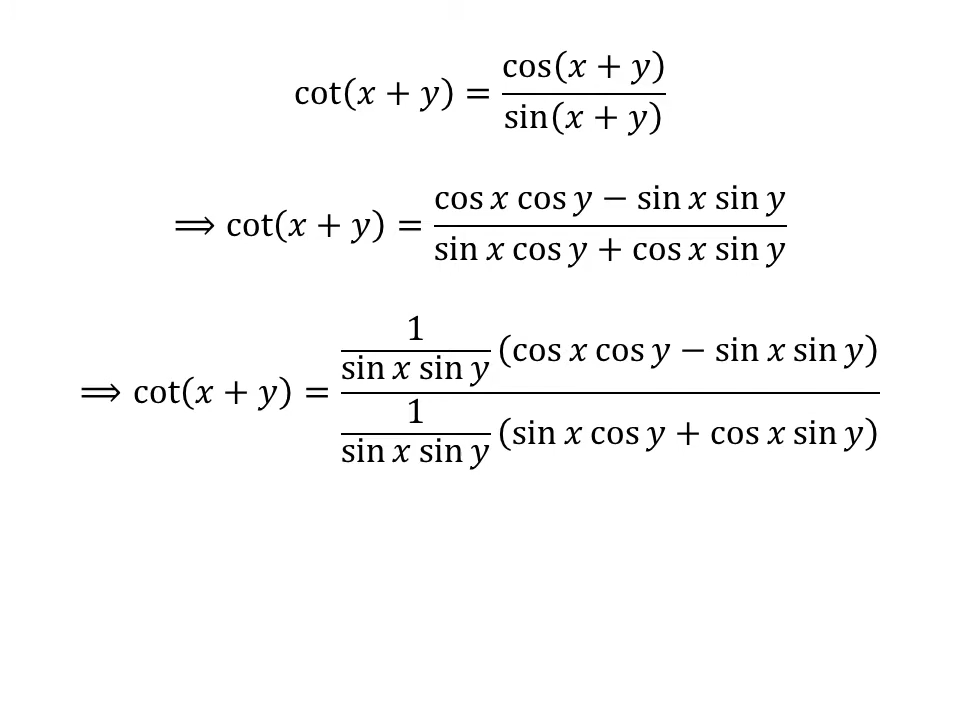 cot(x + y) = cos(x + y) / sin(x + y)
⟹ cot(x + y) = (cos x cos y − sin x sin y) / (sin x cos y + cos x sin y)
⟹ cot(x + y) = (1 / (sin x sin y) (cos x cos y − sin x sin y)) / (1 / (sin x sin y) (sin x cos y + cos x sin y))